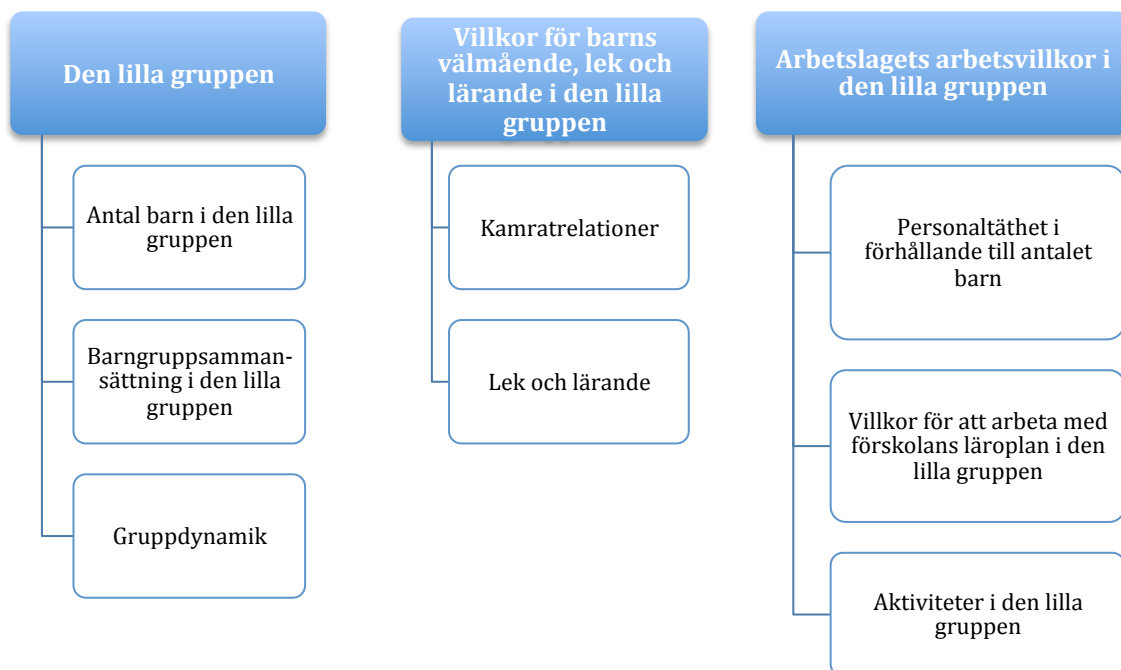 Den lilla gruppen
Antal barn i den lilla
gruppen
Barngruppsamman-
sättning i den lilla
gruppen
Gruppdynamik
Villkor för barns
välmående, lek och
lärande i den lilla
gruppen
Kamratrelationer
Lek och lärande
Arbetslagets arbetsvillkor i
den lilla gruppen
Personaltäthet i
förhållande till antalet
barn
Villkor för att arbeta med
förskolans läroplan i den
lilla gruppen
Aktiviteter i den lilla
gruppen